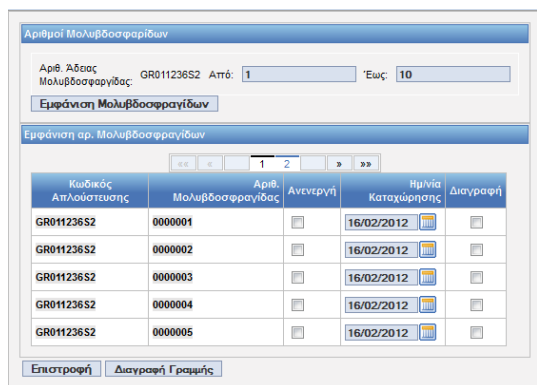 Αριθμοί Μολυβδοσφαρίδων
Αριθ. Άδειας Μολυβδοσφαργίδας: GR011236S2 Από: 1 Έως: 10
Εμφάνιση Μολυβδοσφραγίδων
Εμφάνιση αρ. Μολυβδοσφραγίδων
«« « 1 2 » »»
Κωδικός Απλούστευσης Αριθ. Μολυβδοσφραγίδας Ανενεργή Ημ/νία Καταχώρησης Διαγραφή
GR011236S2 0000001 16/02/2012
GR011236S2 0000002 16/02/2012
GR011236S2 0000003 16/02/2012
GR011236S2 0000004 16/02/2012
GR011236S2 0000005 16/02/2012
Επιστροφή Διαγραφή Γραμμής